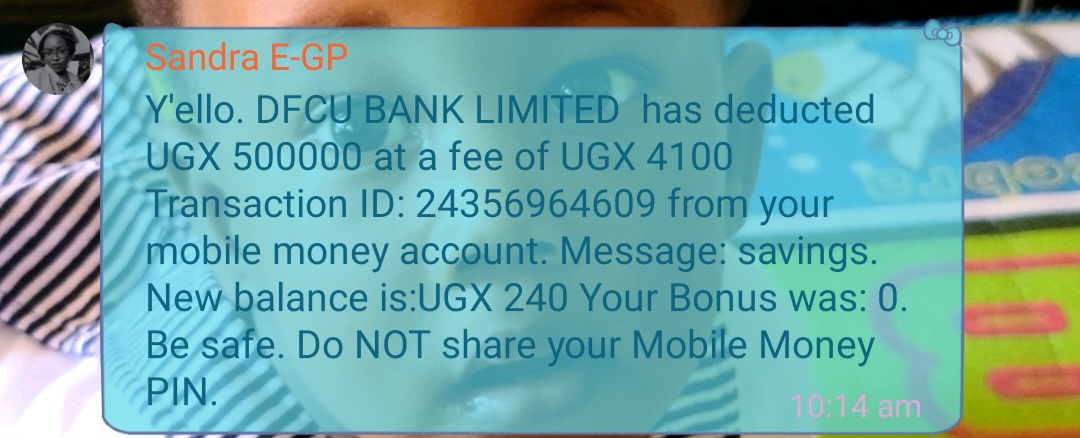 Sandra E-GP
Y'ello. DFCU BANK LIMITED  has deducted
UGX 500000 at a fee of UGX 4100
Transaction ID: 24356964609 from your
mobile money account. Message: savings.
New balance is:UGX 240 Your Bonus was: 0.
Be safe. Do NOT share your Mobile Money
PIN.
10:14 am